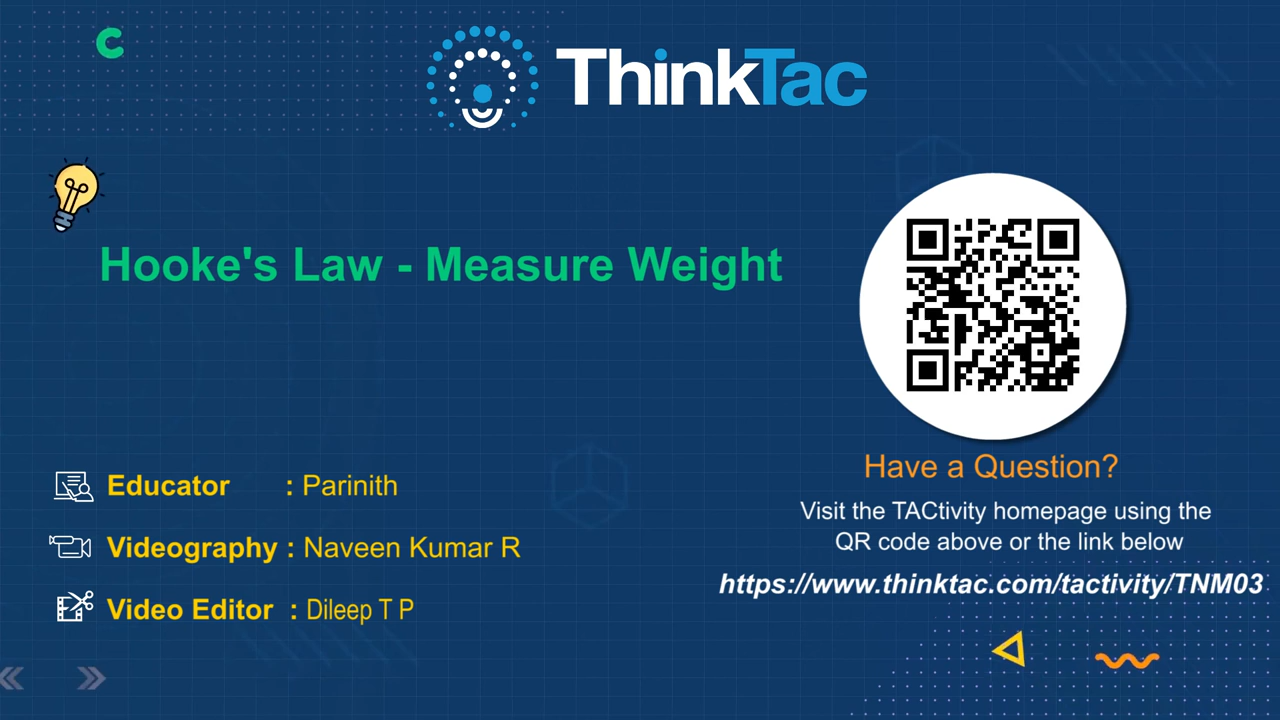 ThinkTac
Hooke's Law - Measure Weight
Educator : Parinith
Videography : Naveen Kumar R
Video Editor : Dileep T P
Have a Question?
Visit the TACtivity homepage using the
QR code above or the link below
https://www.thinktac.com/tactivity/TNM03